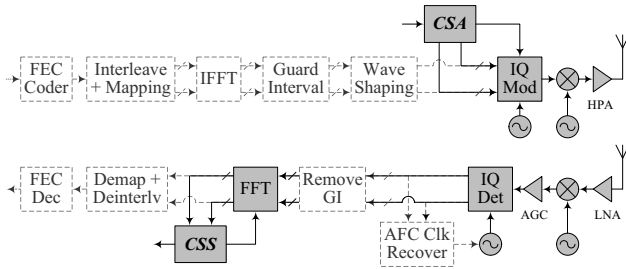 CSA
FEC
Coder
Interleave
+ Mapping
IFFT
Guard
Interval
Wave
Shaping
IQ
Mod
HPA
FEC
Dec
Demap +
Deinterlv
FFT
Remove
GI
IQ
Det
AGC
LNA
CSS
AFC Clk
Recover